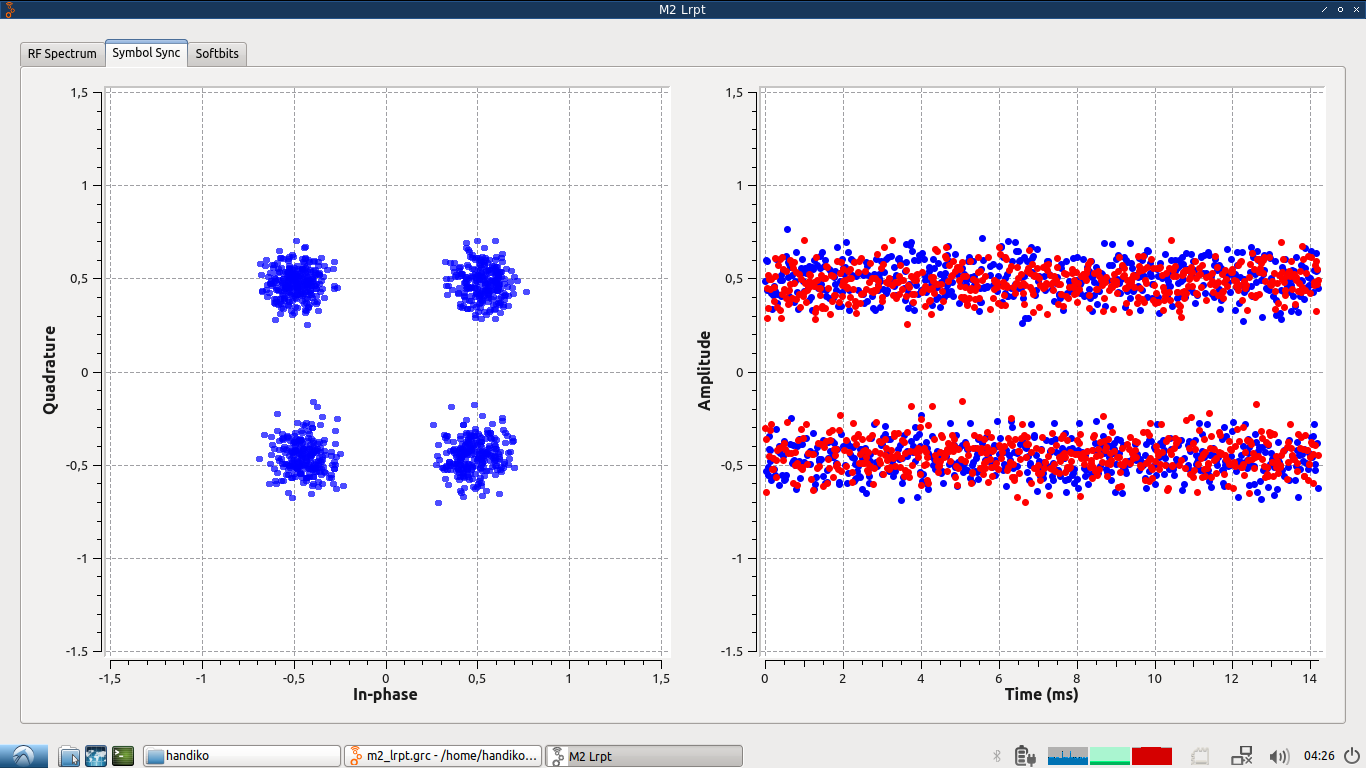 M2 Lrpt
RF Spectrum
Symbol Sync
Softbits
1,5
1
0,5
0
-0,5
-1
-1.5
Quadrature
-1,5
-1
-0,5
0
0,5
1
1,5
In-phase
1,5
1
0,5
0
-0,5
-1
-1.5
Amplitude
0
2
4
6
8
10
12
14
Time (ms)
handiko
m2_lrpt.grc - /home/handiko...
M2 Lrpt
04:26